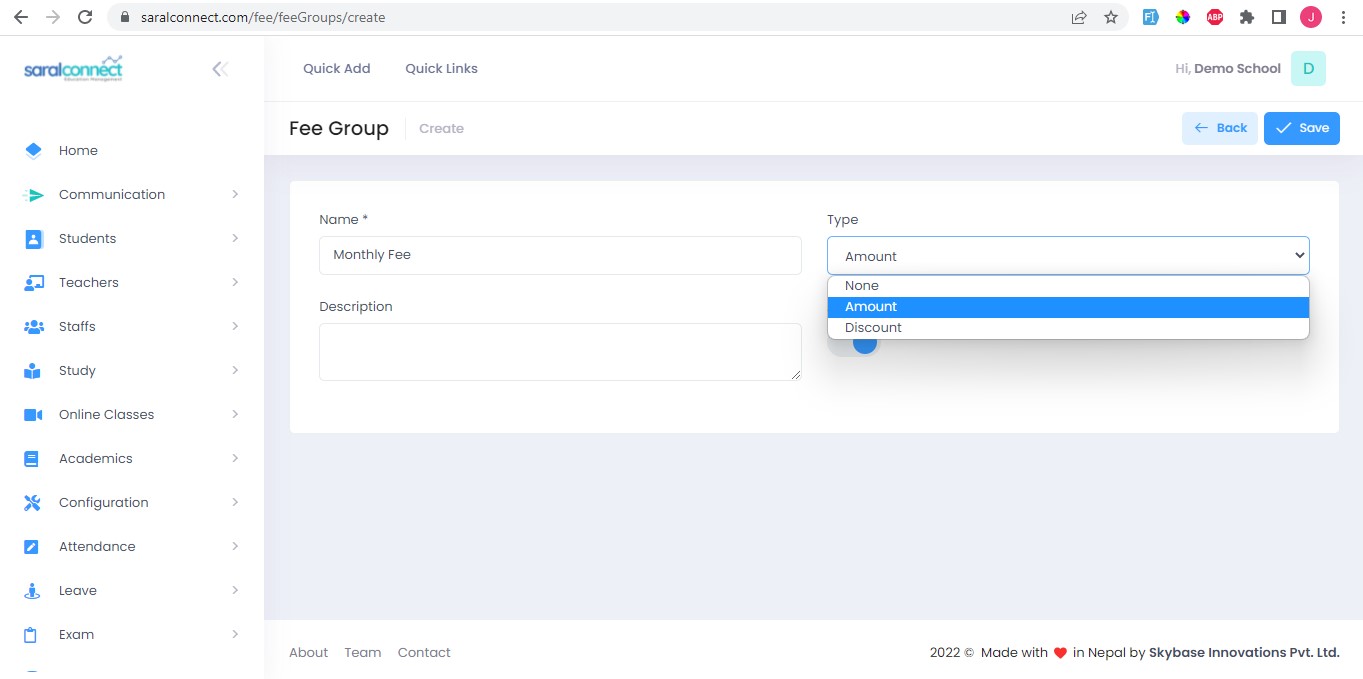 saralconnect.com/fee/feeGroups/create
ABP
J
saralconnect
Education Management
Quick Add
Quick Links
Hi, Demo School
D
Fee Group
Create
Back
Save
Home
Communication
Students
Teachers
Staffs
Study
Online Classes
Academics
Configuration
Attendance
Leave
Exam
Name *
Monthly Fee
Type
Amount
None
Amount
Discount
Description
About
Team
Contact
2022 © Made with ❤ in Nepal by Skybase Innovations Pvt. Ltd.